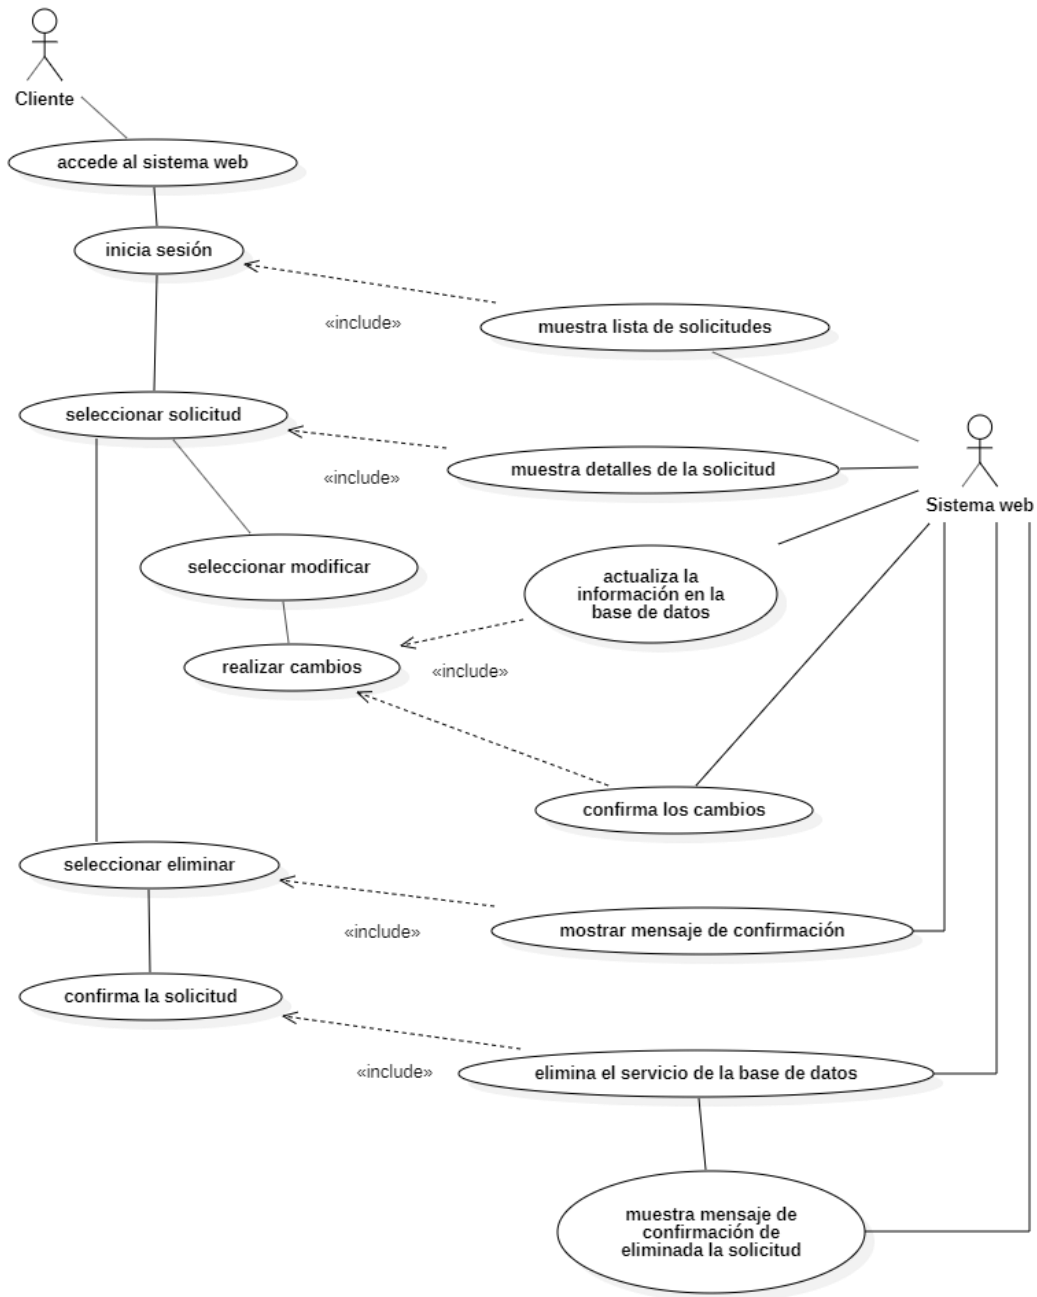 Cliente
accede al sistema web
inicia sesión
«include»
muestra lista de solicitudes
seleccionar solicitud
«include»
muestra detalles de la solicitud
Sistema web
seleccionar modificar
actualiza la
información en la
base de datos
realizar cambios
«include»
confirma los cambios
seleccionar eliminar
«include»
mostrar mensaje de confirmación
confirma la solicitud
«include»
elimina el servicio de la base de datos
muestra mensaje de
confirmación de
eliminada la solicitud